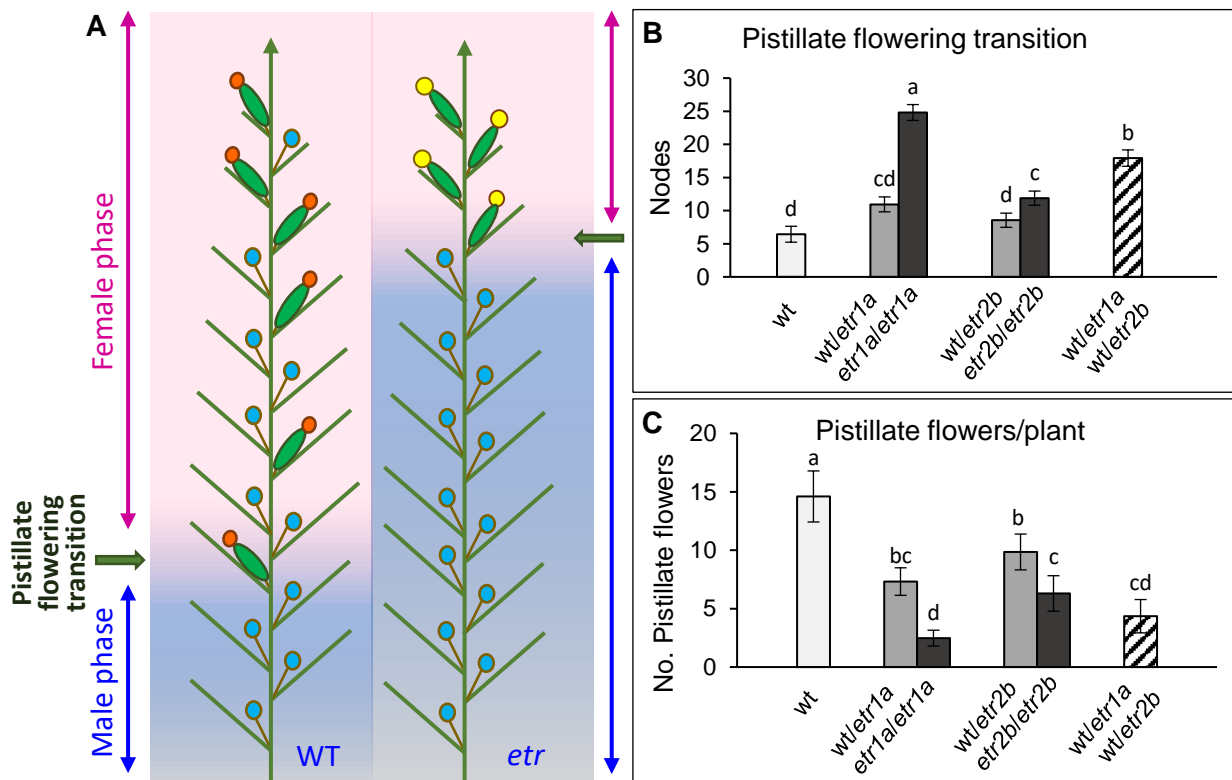 A
Female phase
Pistillate
flowering
transition
Male phase
WT
etr
B
Pistillate flowering transition
Nodes
30
25
20
15
10
5
0
d
cd
a
d
c
b
wt
wt/etr1a
etr1a/etr1a
wt/etr2b
etr2b/etr2b
wt/etr1a
wt/etr2b
C
Pistillate flowers/plant
No. Pistillate flowers
20
15
10
5
0
a
bc
d
b
c
cd
wt
wt/etr1a
etr1a/etr1a
wt/etr2b
etr2b/etr2b
wt/etr1a
wt/etr2b